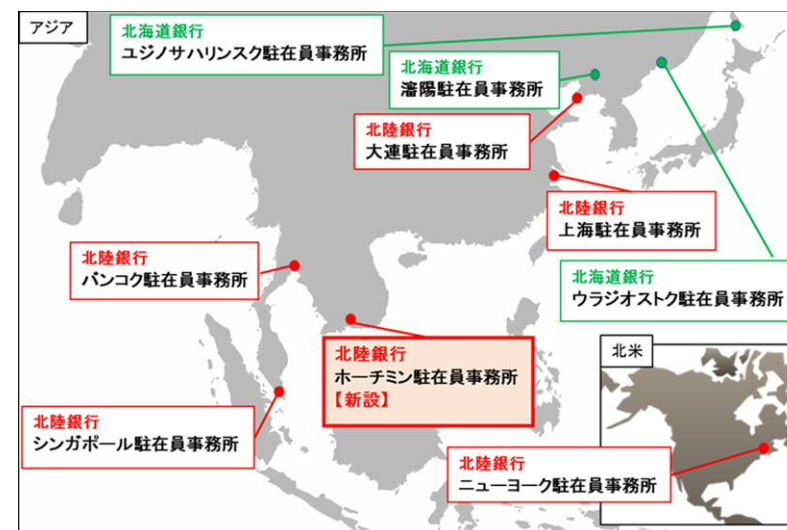 アジア
北海道銀行
ユジノサハリンスク駐在員事務所
北海道銀行
瀋陽駐在員事務所
北陸銀行
大連駐在員事務所
北陸銀行
上海駐在員事務所
北陸銀行
バンコク駐在員事務所
北海道銀行
ウラジオストク駐在員事務所
北陸銀行
ホーチミン駐在員事務所
【新設】
北米
北陸銀行
シンガポール駐在員事務所
北陸銀行
ニューヨーク駐在員事務所